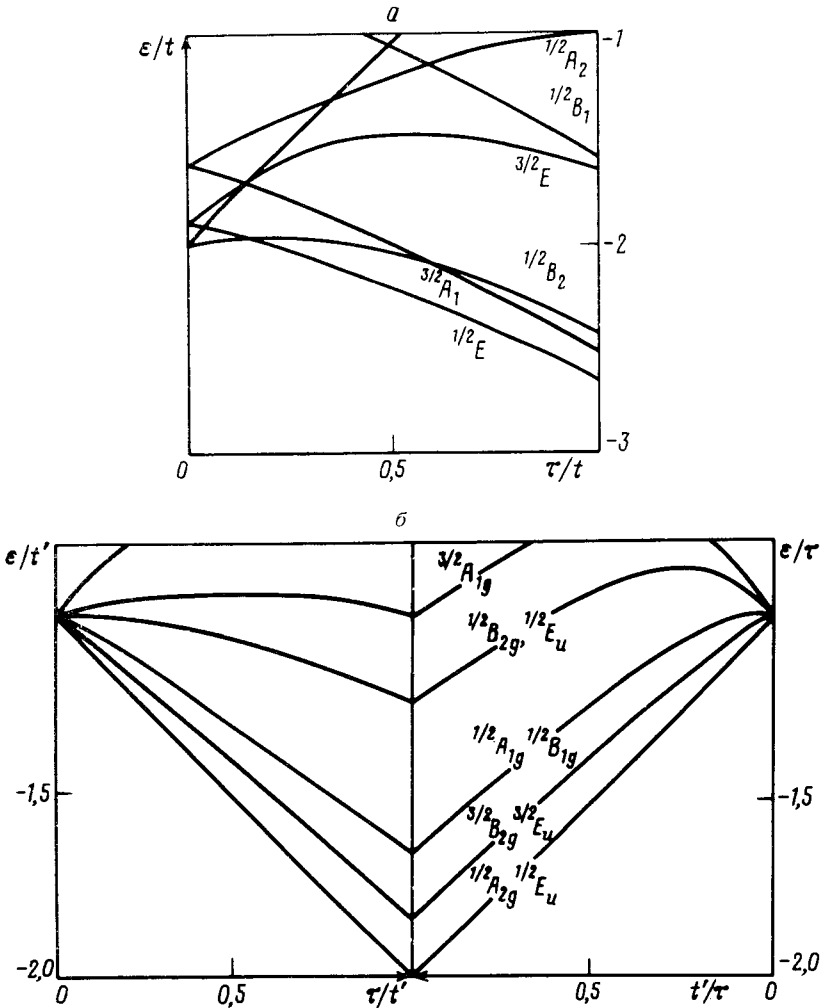 а
ε/t
-1
1/2A2
1/2B1
3/2E
-2
1/2B2
3/2A1
1/2E
-3
0
0,5
τ/t
б
ε/t'
ε/τ
3/2A1g
1/2B2g, 1/2Eu
1/2A1g 1/2B1g
-1,5
-1,5
3/2B2g 3/2Eu
1/2A2g 1/2Eu
-2,0
-2,0
0
0,5
τ/t'
0,5
t'/τ
0